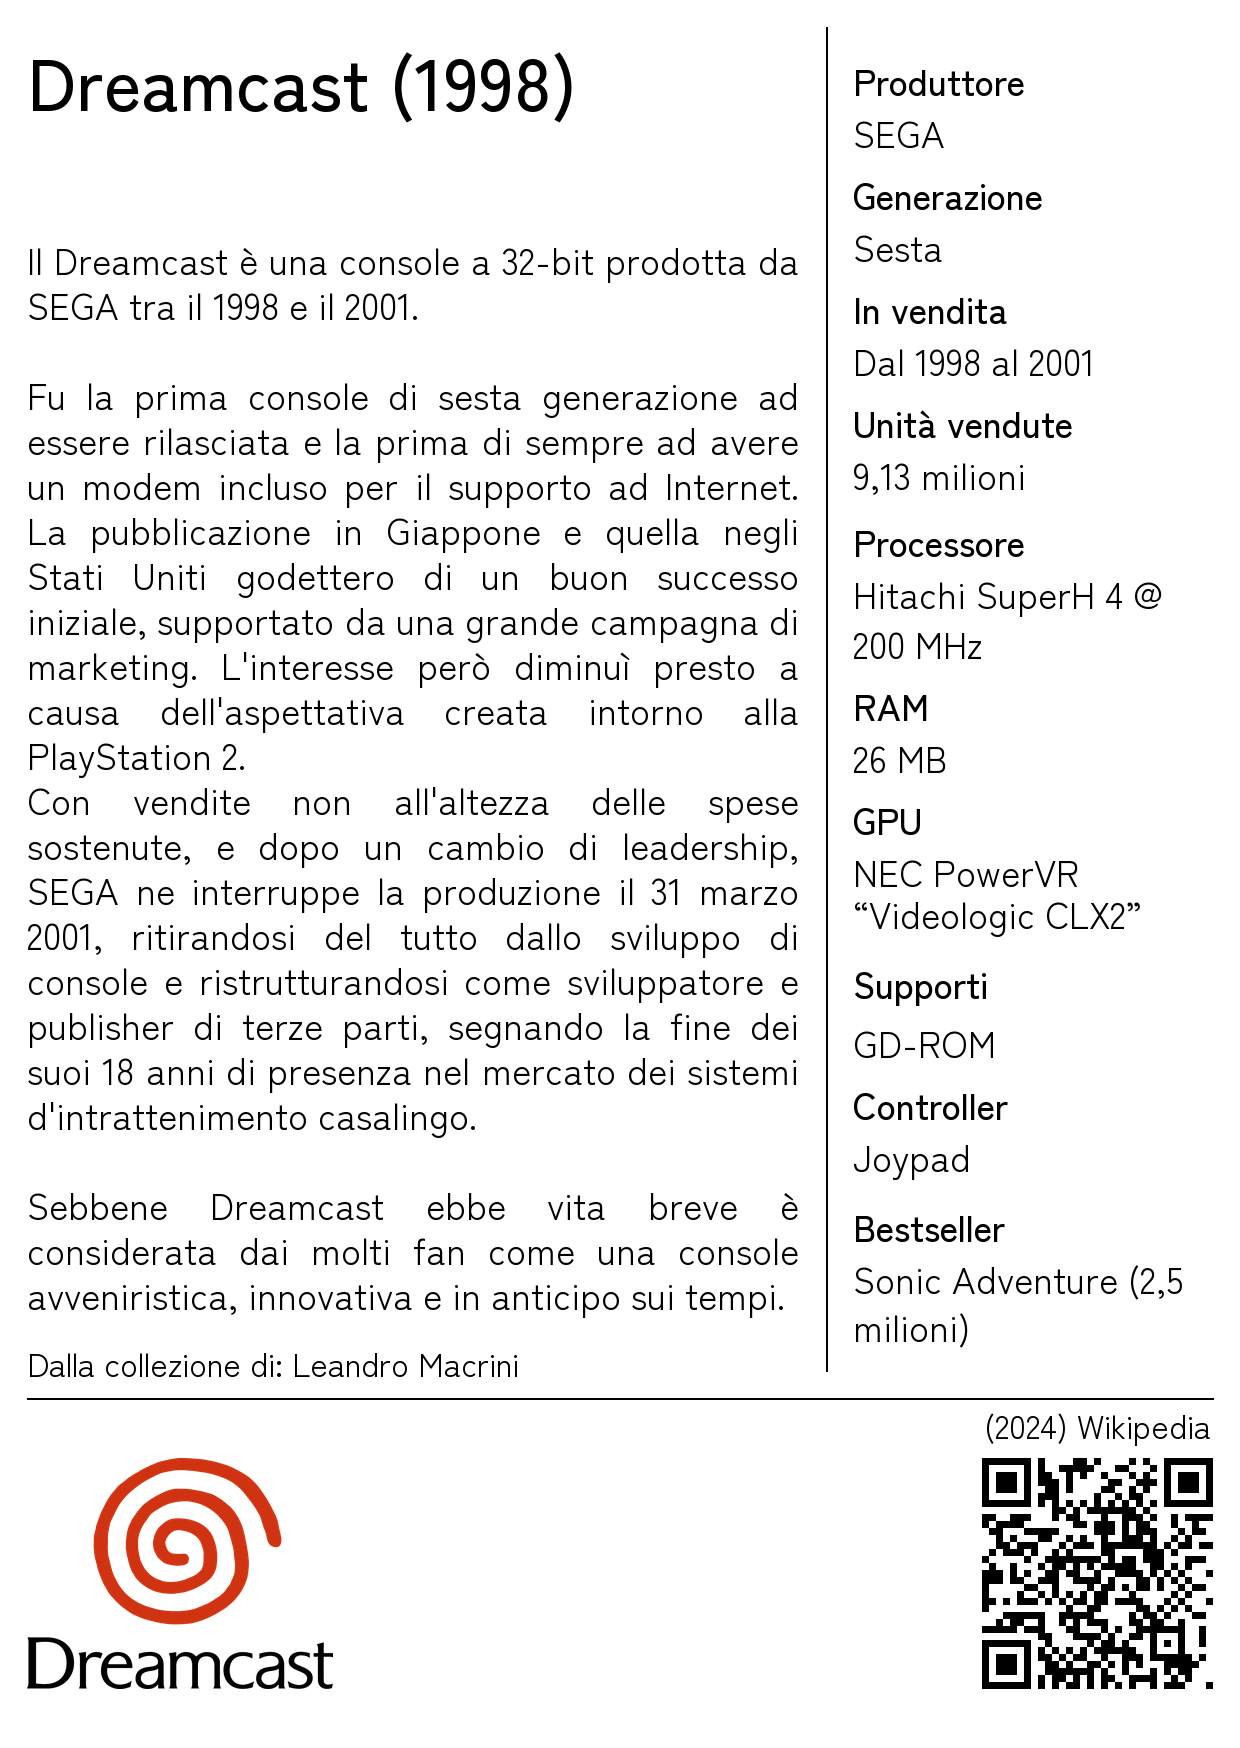 Dreamcast (1998)
Il Dreamcast è una console a 32-bit prodotta da
SEGA tra il 1998 e il 2001.
Fu la prima console di sesta generazione ad
essere rilasciata e la prima di sempre ad avere
un modem incluso per il supporto ad Internet.
La pubblicazione in Giappone e quella negli
Stati Uniti godettero di un buon successo
iniziale, supportato da una grande campagna di
marketing. L'interesse però diminuì presto a
causa dell'aspettativa creata intorno alla
PlayStation 2.
Con vendite non all'altezza delle spese
sostenute, e dopo un cambio di leadership,
SEGA ne interruppe la produzione il 31 marzo
2001, ritirandosi del tutto dallo sviluppo di
console e ristrutturandosi come sviluppatore e
publisher di terze parti, segnando la fine dei
suoi 18 anni di presenza nel mercato dei sistemi
d'intrattenimento casalingo.
Sebbene Dreamcast ebbe vita breve è
considerata dai molti fan come una console
avveniristica, innovativa e in anticipo sui tempi.
Dalla collezione di: Leandro Macrini
Produttore
SEGA
Generazione
Sesta
In vendita
Dal 1998 al 2001
Unità vendute
9,13 milioni
Processore
Hitachi SuperH 4 @
200 MHz
RAM
26 MB
GPU
NEC PowerVR
“Videologic CLX2”
Supporti
GD-ROM
Controller
Joypad
Bestseller
Sonic Adventure (2,5
milioni)
(2024) Wikipedia
Dreamcast